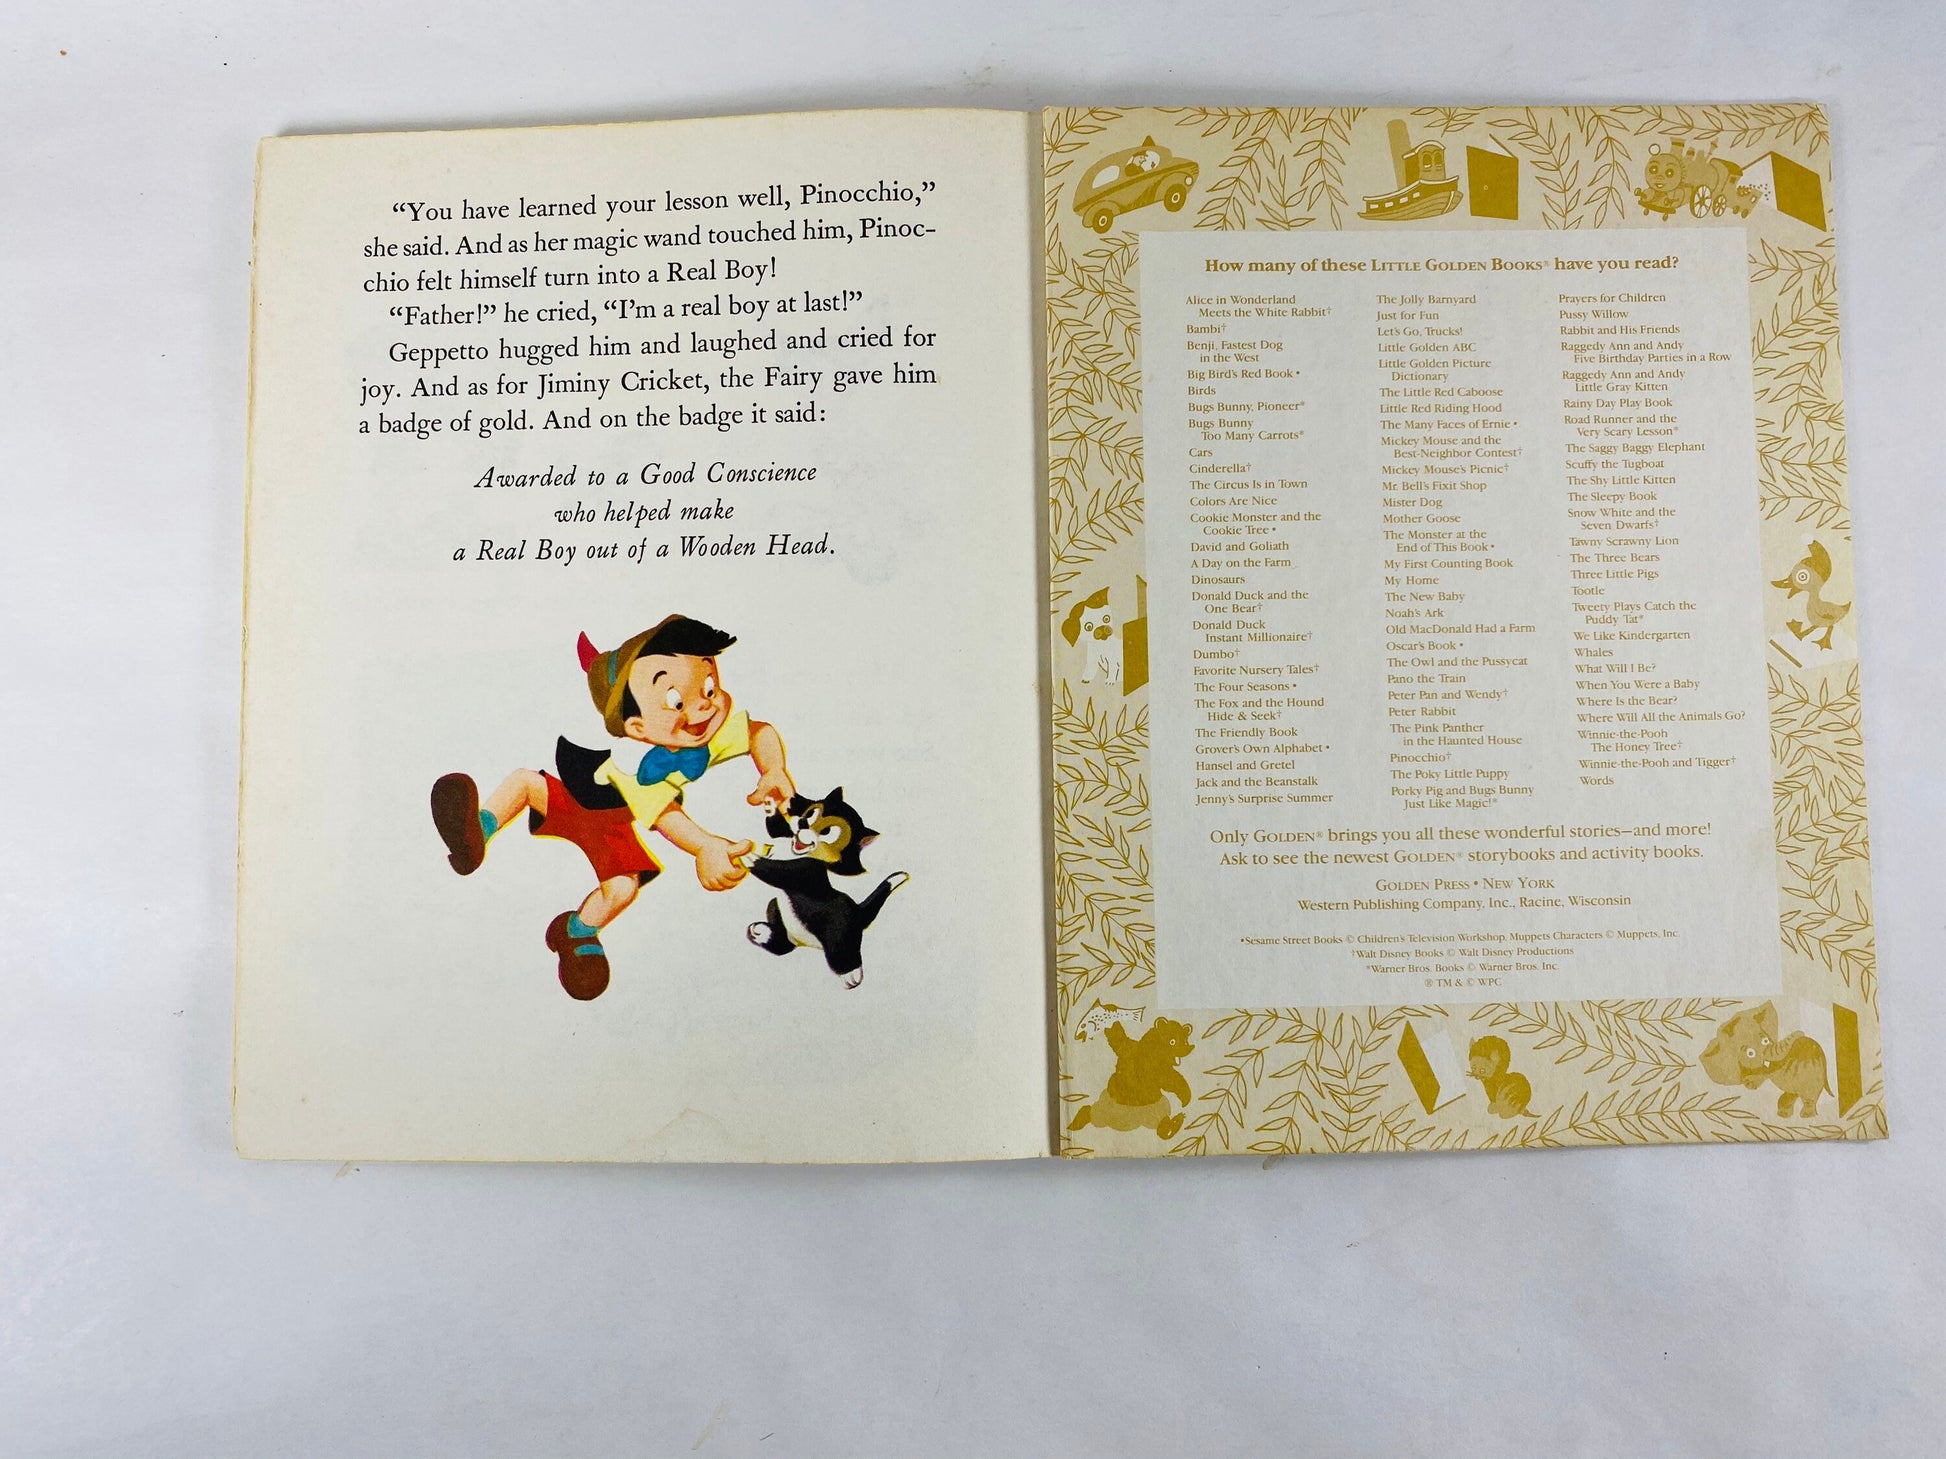 “You have learned your lesson well, Pinocchio,”
she said. And as her magic wand touched him, Pinoc-
chio felt himself turn into a Real Boy!
“Father!” he cried, “I’m a real boy at last!”
Geppetto hugged him and laughed and cried for
joy. And as for Jiminy Cricket, the Fairy gave him
a badge of gold. And on the badge it said:
Awarded to a Good Conscience
who helped make
a Real Boy out of a Wooden Head.
How many of these LITTLE GOLDEN BOOKS® have you read?
Alice in Wonderland
Meets the White Rabbit†
Bambi†
Benji, Fastest Dog
in the West
Big Bird's Red Book •
Birds
Bugs Bunny, Pioneer*
Bugs Bunny
Too Many Carrots*
Cars
Cinderella†
The Circus Is in Town
Colors Are Nice
Cookie Monster and the
Cookie Tree •
David and Goliath
A Day on the Farm
Dinosaurs
Donald Duck and the
One Bear†
Donald Duck
Instant Millionaire†
Dumbo†
Favorite Nursery Tales†
The Four Seasons •
The Fox and the Hound
Hide & Seek†
The Friendly Book
Grover's Own Alphabet •
Hansel and Gretel
Jack and the Beanstalk
Jenny's Surprise Summer
The Jolly Barnyard
Just for Fun
Let's Go, Trucks!
Little Golden ABC
Little Golden Picture
Dictionary
The Little Red Caboose
Little Red Riding Hood
The Many Faces of Ernie •
Mickey Mouse and the
Best-Neighbor Contest†
Mickey Mouse's Picnic†
Mr. Bell's Fixit Shop
Mister Dog
Mother Goose
The Monster at the
End of This Book •
My First Counting Book
My Home
The New Baby
Noah's Ark
Old MacDonald Had a Farm
Oscar's Book •
The Owl and the Pussycat
Pano the Train
Peter Pan and Wendy†
Peter Rabbit
The Pink Panther
in the Haunted House
Pinocchio†
The Poky Little Puppy
Porky Pig and Bugs Bunny
Just Like Magic!*
Prayers for Children
Pussy Willow
Rabbit and His Friends
Raggedy Ann and Andy
Five Birthday Parties in a Row
Raggedy Ann and Andy
Little Gray Kitten
Rainy Day Play Book
Road Runner and the
Very Scary Lesson*
The Saggy Baggy Elephant
Scuffy the Tugboat
The Shy Little Kitten
The Sleepy Book
Snow White and the
Seven Dwarfs†
Tawny Scrawny Lion
The Three Bears
Three Little Pigs
Tootle
Tweety Plays Catch the
Puddy Tat*
We Like Kindergarten
Whales
What Will I Be?
When You Were a Baby
Where Is the Bear?
Where Will All the Animals Go?
Winnie-the-Pooh
The Honey Tree†
Winnie-the-Pooh and Tigger†
Words
Only GOLDEN® brings you all these wonderful stories—and more!
Ask to see the newest GOLDEN® storybooks and activity books.
GOLDEN PRESS • NEW YORK
Western Publishing Company, Inc., Racine, Wisconsin
•Sesame Street Books © Children's Television Workshop. Muppets Characters © Muppets, Inc.
†Walt Disney Books © Walt Disney Productions
*Warner Bros. Books © Warner Bros. Inc.
® TM & © WPC